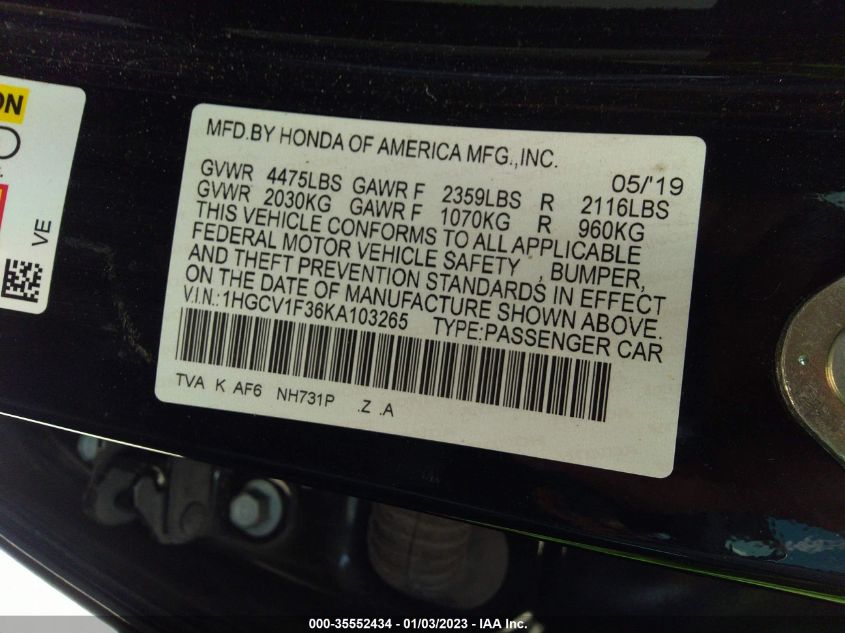 ON
D
VE
MFD.BY HONDA OF AMERICA MFG.,INC.
05/'19
GVWR 4475LBS GAWR F 2359LBS R 2116LBS
GVWR 2030KG GAWR F 1070KG R 960KG
THIS VEHICLE CONFORMS TO ALL APPLICABLE
FEDERAL MOTOR VEHICLE SAFETY , BUMPER,
AND THEFT PREVENTION STANDARDS IN EFFECT
ON THE DATE OF MANUFACTURE SHOWN ABOVE.
V.I.N.:1HGCV1F36KA103265 TYPE:PASSENGER CAR
TVA K AF6 NH731P .Z .A
000-35552434 - 01/03/2023 - IAA Inc.